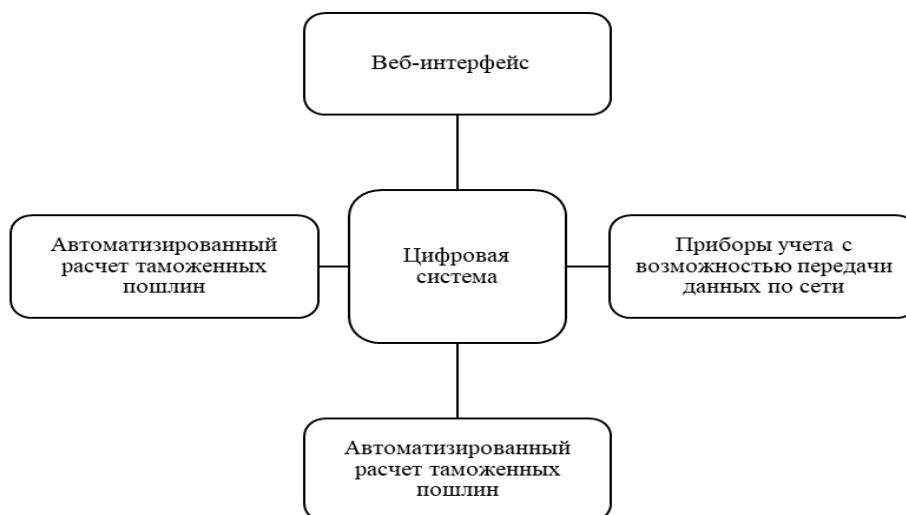 Веб-интерфейс
Автоматизированный
расчет таможенных
пошлин
Цифровая
система
Приборы учета с
возможностью передачи
данных по сети
Автоматизированный
расчет таможенных
пошлин